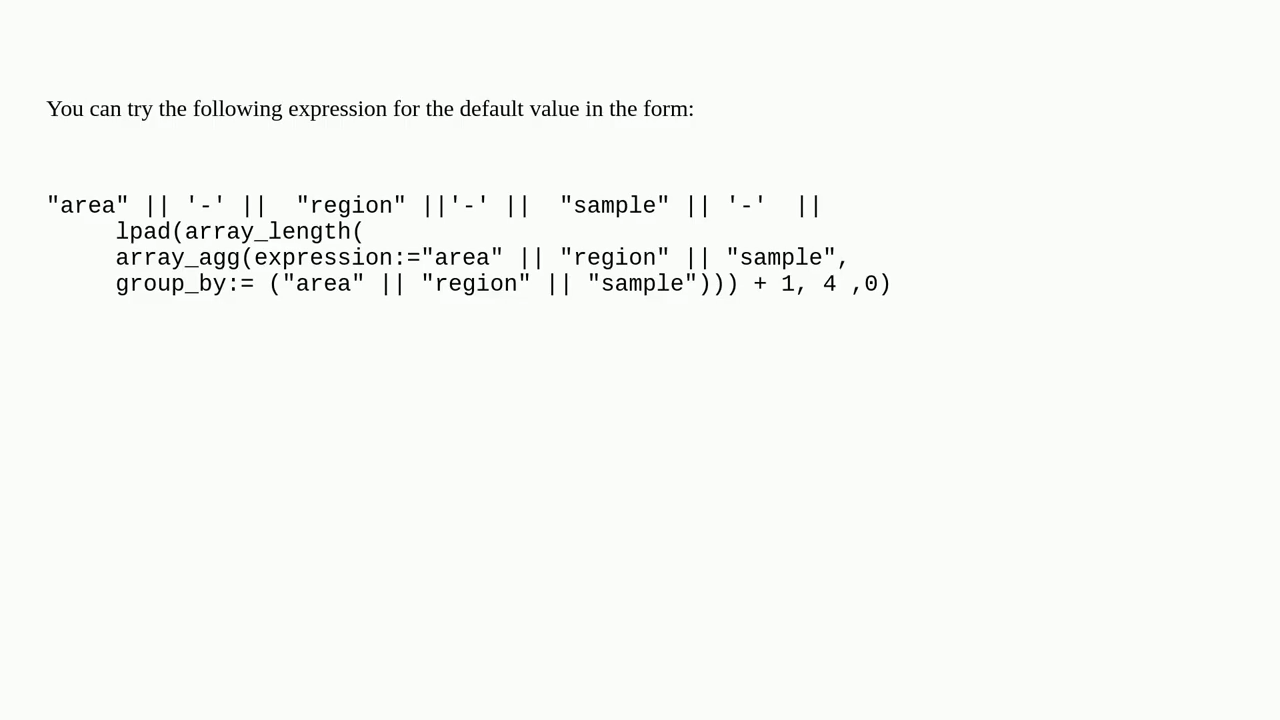 You can try the following expression for the default value in the form:
"area" || '-' ||  "region" ||'-' ||  "sample" || '-'  ||
     lpad(array_length(
     array_agg(expression:="area" || "region" || "sample",
     group_by:= ("area" || "region" || "sample"))) + 1, 4 ,0)